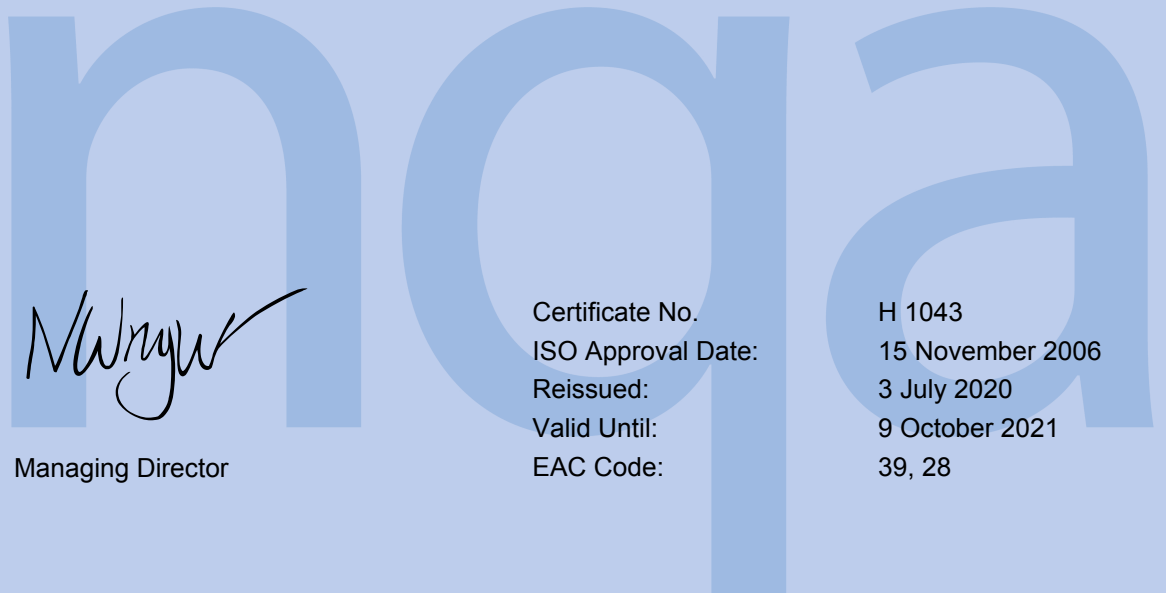 nqa
Certificate No. H 1043
ISO Approval Date: 15 November 2006
Reissued: 3 July 2020
Valid Until: 9 October 2021
EAC Code: 39, 28
Managing Director